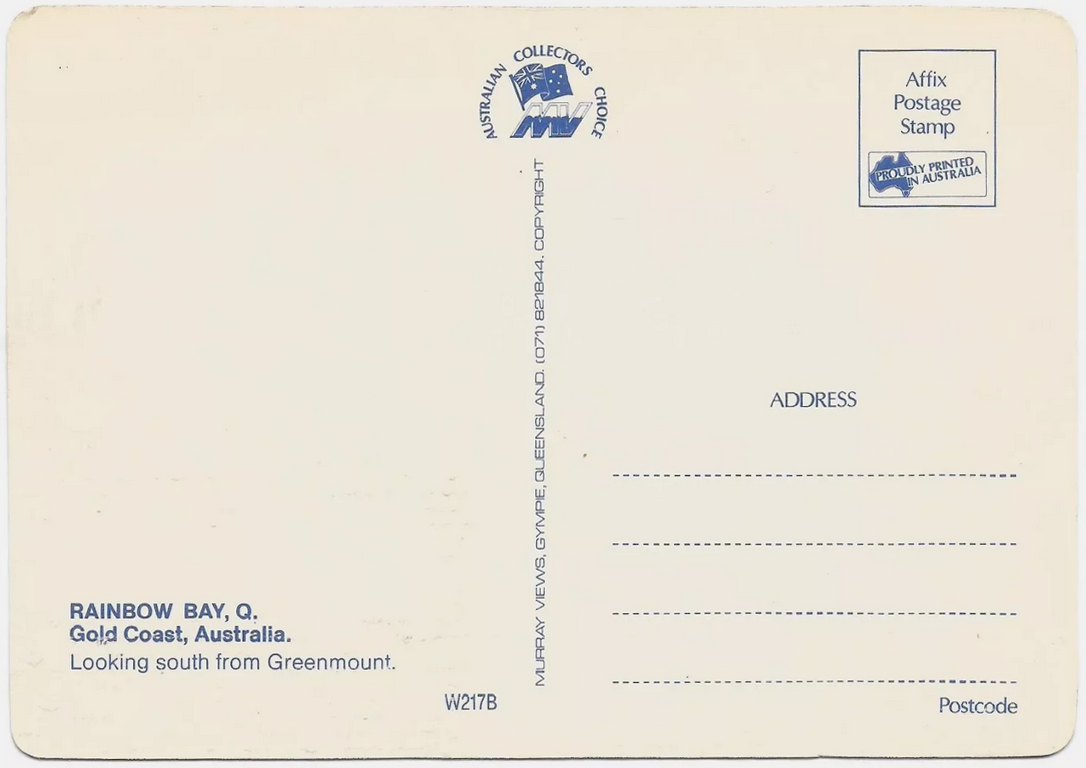 AUSTRALIAN COLLECTORS CHOICE
MV
Affix
Postage
Stamp
PROUDLY PRINTED
IN AUSTRALIA
MURRAY VIEWS, GYMPIE, QUEENSLAND. (071) 821844. COPYRIGHT
ADDRESS
RAINBOW BAY, Q.
Gold Coast, Australia.
Looking south from Greenmount.
W217B
Postcode